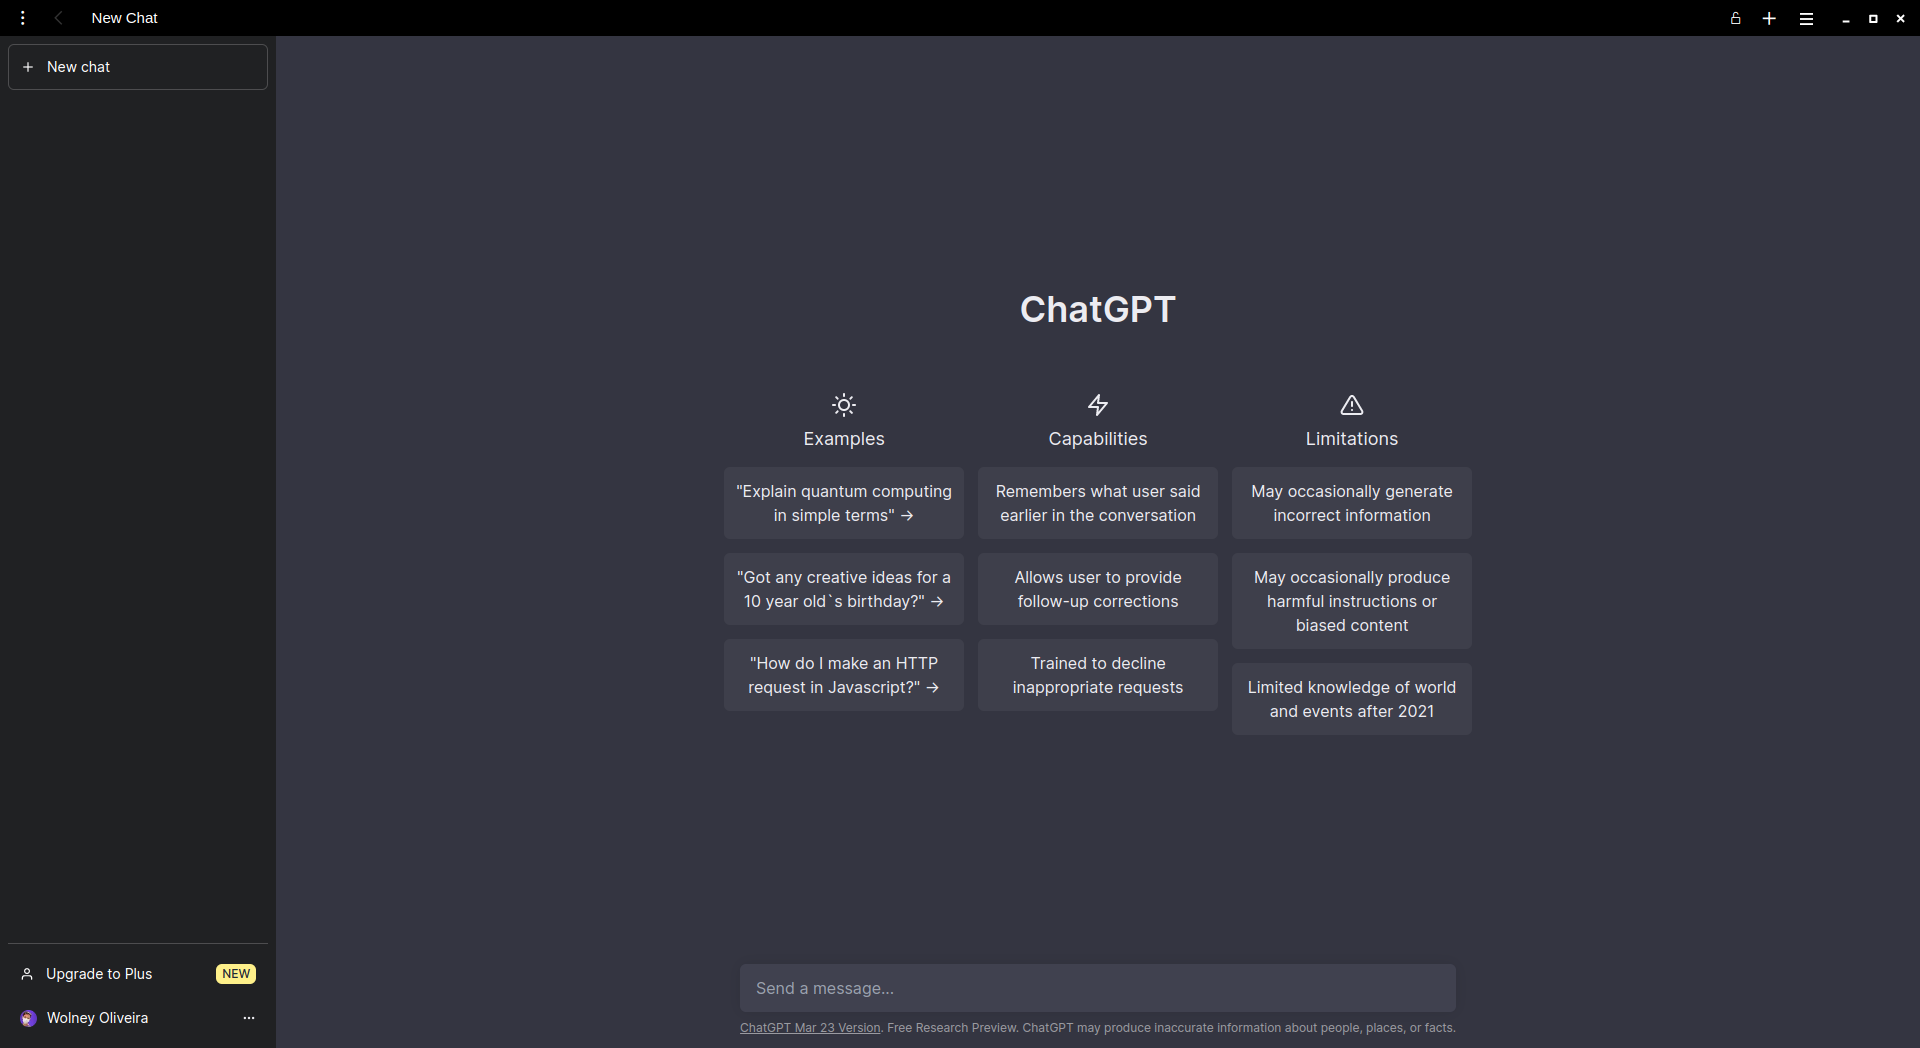 New Chat
New chat
ChatGPT
Examples
"Explain quantum computing
in simple terms" →
"Got any creative ideas for a
10 year old`s birthday?" →
"How do I make an HTTP
request in Javascript?" →
Capabilities
Remembers what user said
earlier in the conversation
Allows user to provide
follow-up corrections
Trained to decline
inappropriate requests
Limitations
May occasionally generate
incorrect information
May occasionally produce
harmful instructions or
biased content
Limited knowledge of world
and events after 2021
Upgrade to Plus NEW
Wolney Oliveira
Send a message...
ChatGPT Mar 23 Version. Free Research Preview. ChatGPT may produce inaccurate information about people, places, or facts.